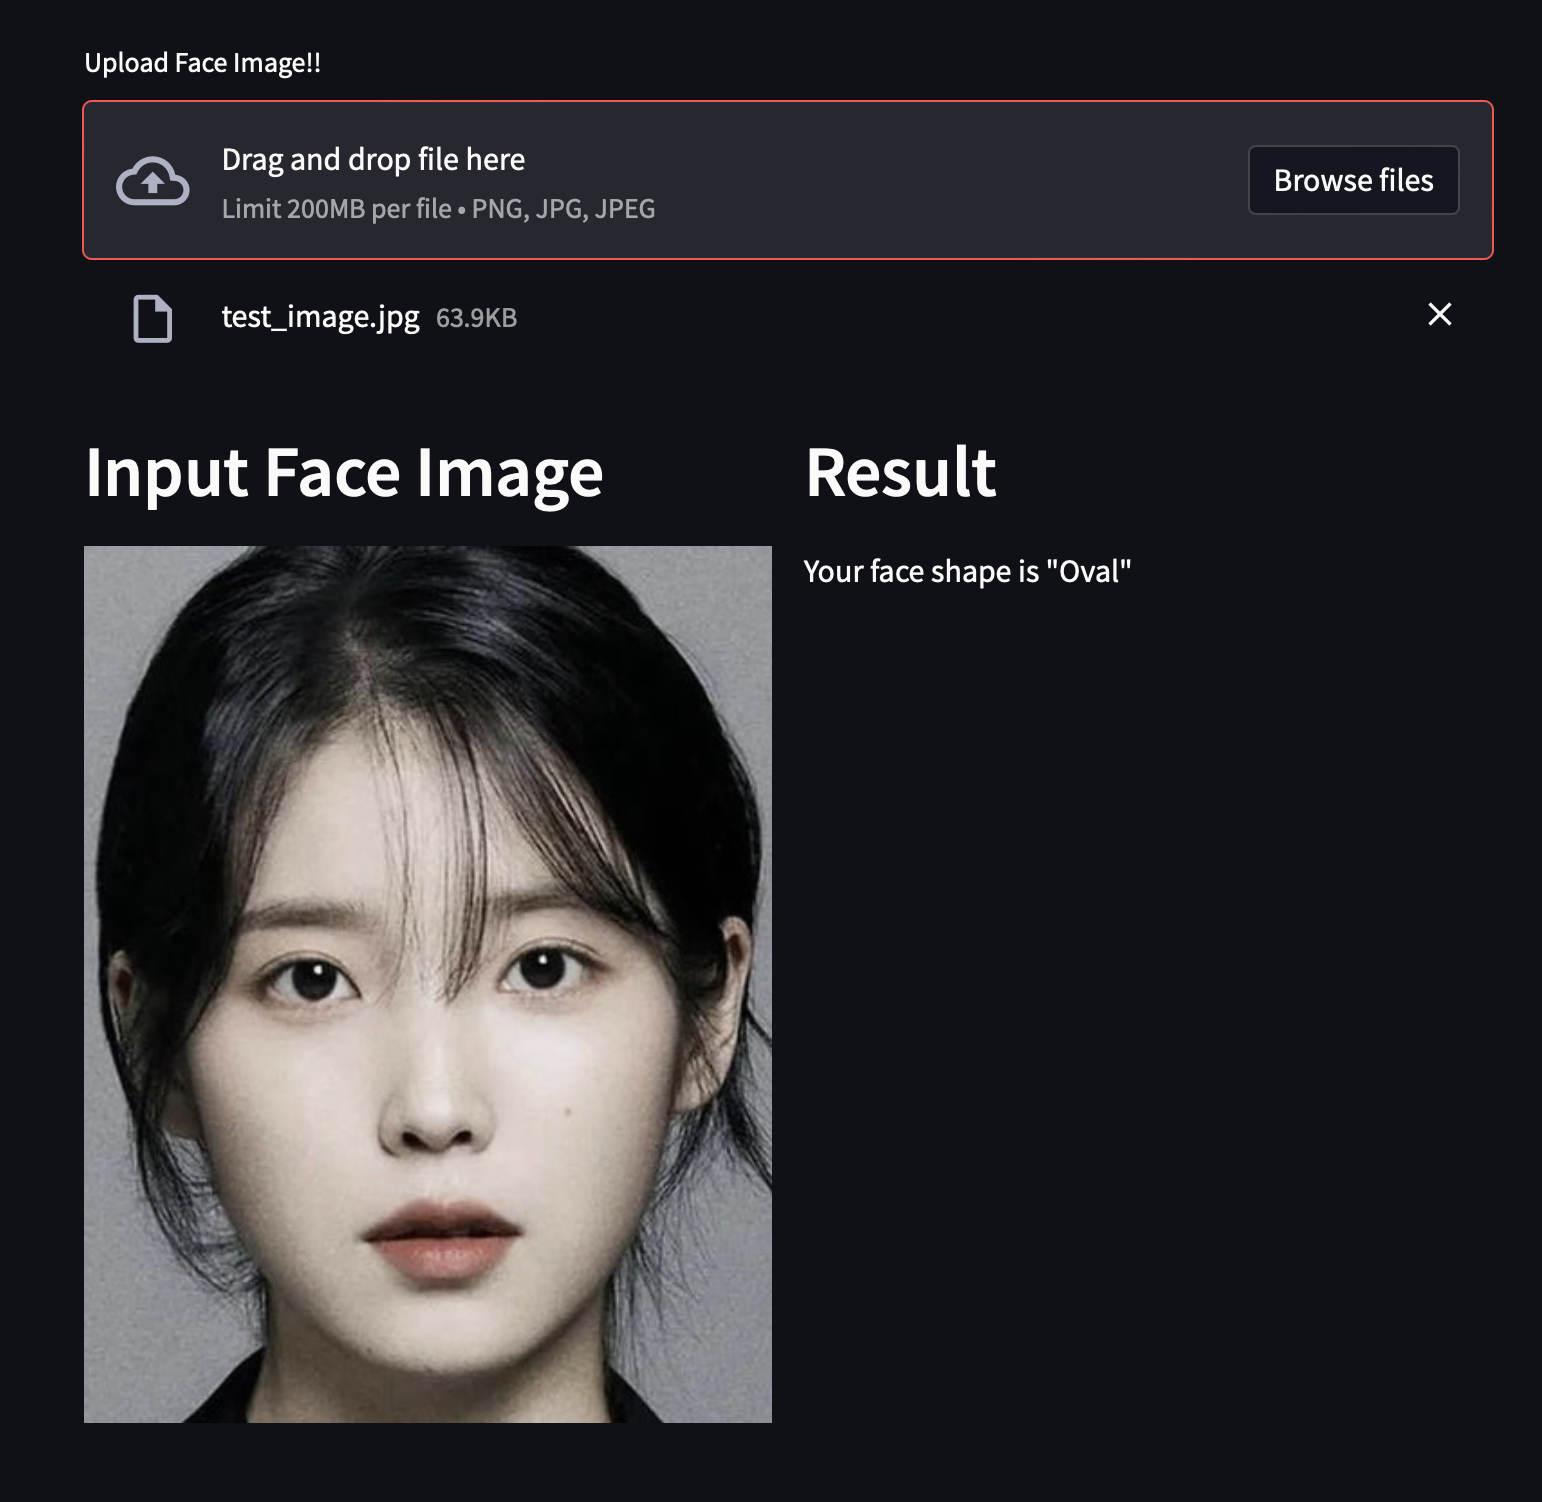 Upload Face Image!!
Drag and drop file here
Limit 200MB per file • PNG, JPG, JPEG
Browse files
test_image.jpg 63.9KB
Input Face Image
Result
Your face shape is "Oval"